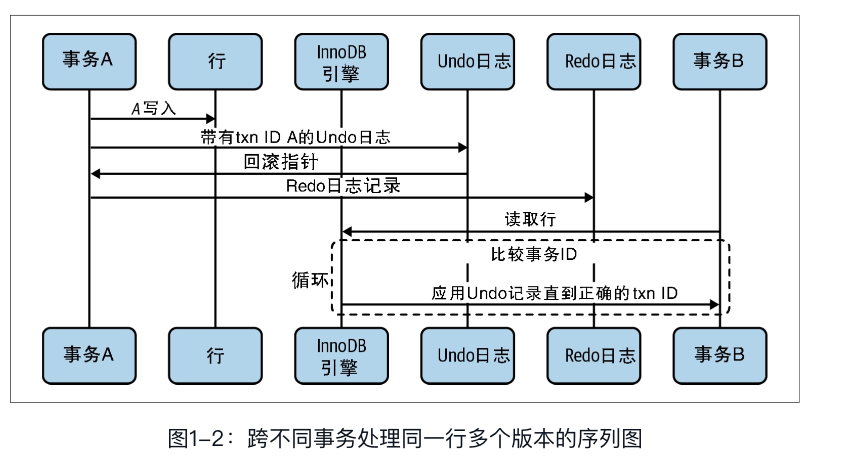 事务A
行
InnoDB
引擎
Undo日志
Redo日志
事务B
A写入
带有txn ID A的Undo日志
回滚指针
Redo日志记录
读取行
比较事务ID
循环
应用Undo记录直到正确的txn ID
事务A
行
InnoDB
引擎
Undo日志
Redo日志
事务B
图1-2：跨不同事务处理同一行多个版本的序列图